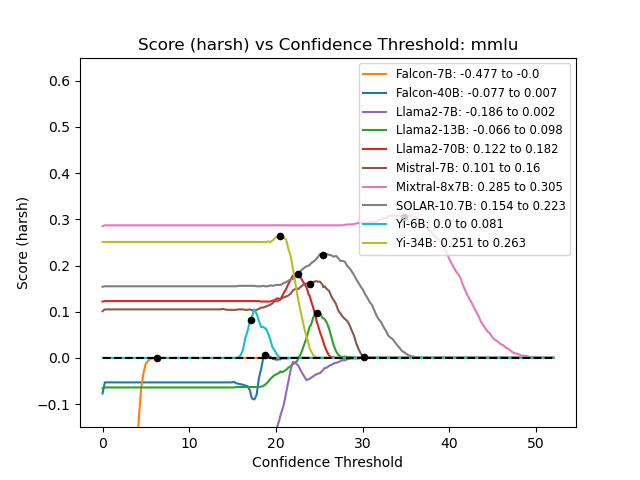 Score (harsh) vs Confidence Threshold: mmlu
Falcon-7B: -0.477 to -0.0
Falcon-40B: -0.077 to 0.007
Llama2-7B: -0.186 to 0.002
Llama2-13B: -0.066 to 0.098
Llama2-70B: 0.122 to 0.182
Mistral-7B: 0.101 to 0.16
Mixtral-8x7B: 0.285 to 0.305
SOLAR-10.7B: 0.154 to 0.223
Yi-6B: 0.0 to 0.081
Yi-34B: 0.251 to 0.263
Score (harsh)
0.6
0.5
0.4
0.3
0.2
0.1
0.0
−0.1
0 10 20 30 40 50
Confidence Threshold